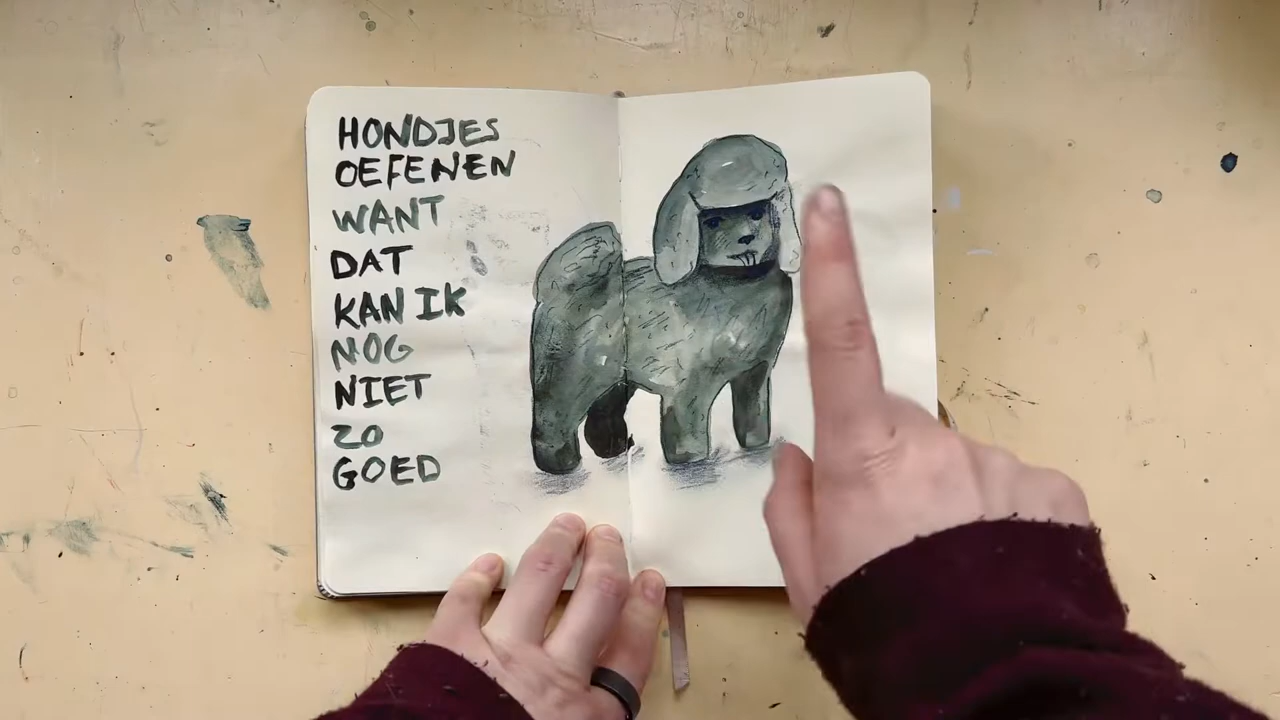 HONDJES
OEFENEN
WANT
DAT
KAN IK
NOG
NIET
ZO
GOED